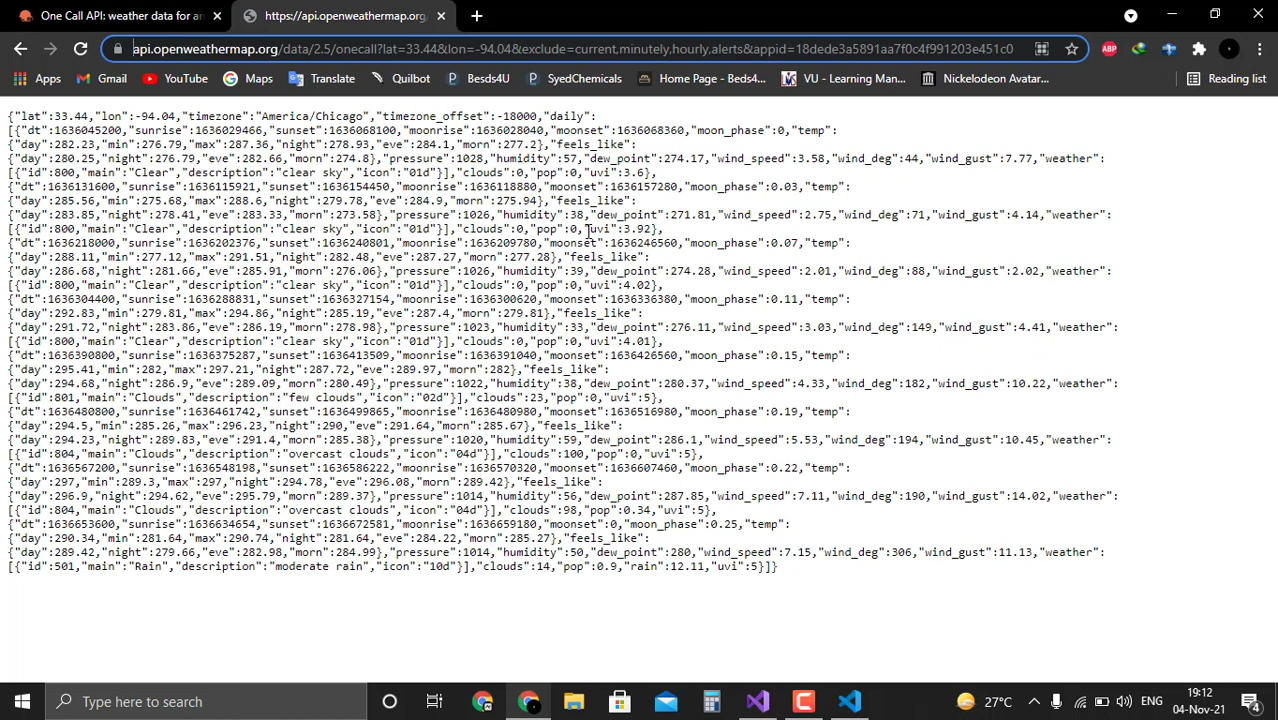 One Call API: weather data for an
https://api.openweathermap.org/
api.openweathermap.org/data/2.5/onecall?lat=33.44&lon=-94.04&exclude=current,minutely,hourly,alerts&appid=18dede3a5891aa7f0c4f991203e451c0
ABP
Apps Gmail YouTube Maps Translate Quilbot Besds4U SyedChemicals Home Page - Beds4... VU - Learning Man... Nickelodeon Avatar... Reading list
{"lat":33.44,"lon":-94.04,"timezone":"America/Chicago","timezone_offset":-18000,"daily":
[{"dt":1636045200,"sunrise":1636029466,"sunset":1636068100,"moonrise":1636028040,"moonset":1636068360,"moon_phase":0,"temp":
{"day":282.23,"min":276.79,"max":287.36,"night":278.93,"eve":284.1,"morn":277.2},"feels_like":
{"day":280.25,"night":276.79,"eve":282.66,"morn":274.8},"pressure":1028,"humidity":57,"dew_point":274.17,"wind_speed":3.58,"wind_deg":44,"wind_gust":7.77,"weather":
[{"id":800,"main":"Clear","description":"clear sky","icon":"01d"}],"clouds":0,"pop":0,"uvi":3.6},
{"dt":1636131600,"sunrise":1636115921,"sunset":1636154450,"moonrise":1636118880,"moonset":1636157280,"moon_phase":0.03,"temp":
{"day":285.56,"min":275.68,"max":288.6,"night":279.78,"eve":284.9,"morn":275.94},"feels_like":
{"day":283.85,"night":278.41,"eve":283.33,"morn":273.58},"pressure":1026,"humidity":38,"dew_point":271.81,"wind_speed":2.75,"wind_deg":71,"wind_gust":4.14,"weather":
[{"id":800,"main":"Clear","description":"clear sky","icon":"01d"}],"clouds":0,"pop":0,"uvi":3.92},
{"dt":1636218000,"sunrise":1636202376,"sunset":1636240801,"moonrise":1636209780,"moonset":1636246560,"moon_phase":0.07,"temp":
{"day":288.11,"min":277.12,"max":291.51,"night":282.48,"eve":287.27,"morn":277.28},"feels_like":
{"day":286.68,"night":281.66,"eve":285.91,"morn":276.06},"pressure":1026,"humidity":39,"dew_point":274.28,"wind_speed":2.01,"wind_deg":88,"wind_gust":2.02,"weather":
[{"id":800,"main":"Clear","description":"clear sky","icon":"01d"}],"clouds":0,"pop":0,"uvi":4.02},
{"dt":1636304400,"sunrise":1636288831,"sunset":1636327154,"moonrise":1636300620,"moonset":1636336380,"moon_phase":0.11,"temp":
{"day":292.83,"min":279.81,"max":294.86,"night":285.19,"eve":287.4,"morn":279.81},"feels_like":
{"day":291.72,"night":283.86,"eve":286.19,"morn":278.98},"pressure":1023,"humidity":33,"dew_point":276.11,"wind_speed":3.03,"wind_deg":149,"wind_gust":4.41,"weather":
[{"id":800,"main":"Clear","description":"clear sky","icon":"01d"}],"clouds":0,"pop":0,"uvi":4.01},
{"dt":1636390800,"sunrise":1636375287,"sunset":1636413509,"moonrise":1636391040,"moonset":1636426560,"moon_phase":0.15,"temp":
{"day":295.41,"min":282,"max":297.21,"night":287.72,"eve":289.97,"morn":282},"feels_like":
{"day":294.68,"night":286.9,"eve":289.09,"morn":280.49},"pressure":1022,"humidity":38,"dew_point":280.37,"wind_speed":4.33,"wind_deg":182,"wind_gust":10.22,"weather":
[{"id":801,"main":"Clouds","description":"few clouds","icon":"02d"}],"clouds":23,"pop":0,"uvi":5},
{"dt":1636480800,"sunrise":1636461742,"sunset":1636499865,"moonrise":1636480980,"moonset":1636516980,"moon_phase":0.19,"temp":
{"day":294.5,"min":285.26,"max":296.23,"night":290,"eve":291.64,"morn":285.67},"feels_like":
{"day":294.23,"night":289.83,"eve":291.4,"morn":285.38},"pressure":1020,"humidity":59,"dew_point":286.1,"wind_speed":5.53,"wind_deg":194,"wind_gust":10.45,"weather":
[{"id":804,"main":"Clouds","description":"overcast clouds","icon":"04d"}],"clouds":100,"pop":0,"uvi":5},
{"dt":1636567200,"sunrise":1636548198,"sunset":1636586222,"moonrise":1636570320,"moonset":1636607460,"moon_phase":0.22,"temp":
{"day":297,"min":289.3,"max":297,"night":294.78,"eve":296.08,"morn":289.42},"feels_like":
{"day":296.9,"night":294.62,"eve":295.79,"morn":289.37},"pressure":1014,"humidity":56,"dew_point":287.85,"wind_speed":7.11,"wind_deg":190,"wind_gust":14.02,"weather":
[{"id":804,"main":"Clouds","description":"overcast clouds","icon":"04d"}],"clouds":98,"pop":0.34,"uvi":5},
{"dt":1636653600,"sunrise":1636634654,"sunset":1636672581,"moonrise":1636659180,"moonset":0,"moon_phase":0.25,"temp":
{"day":290.34,"min":281.64,"max":290.74,"night":281.64,"eve":284.22,"morn":285.27},"feels_like":
{"day":289.42,"night":279.66,"eve":282.98,"morn":284.99},"pressure":1014,"humidity":50,"dew_point":280,"wind_speed":7.15,"wind_deg":306,"wind_gust":11.13,"weather":
[{"id":501,"main":"Rain","description":"moderate rain","icon":"10d"}],"clouds":14,"pop":0.9,"rain":12.11,"uvi":5}]}
Type here to search
27°C
ENG
19:12
04-Nov-21
4